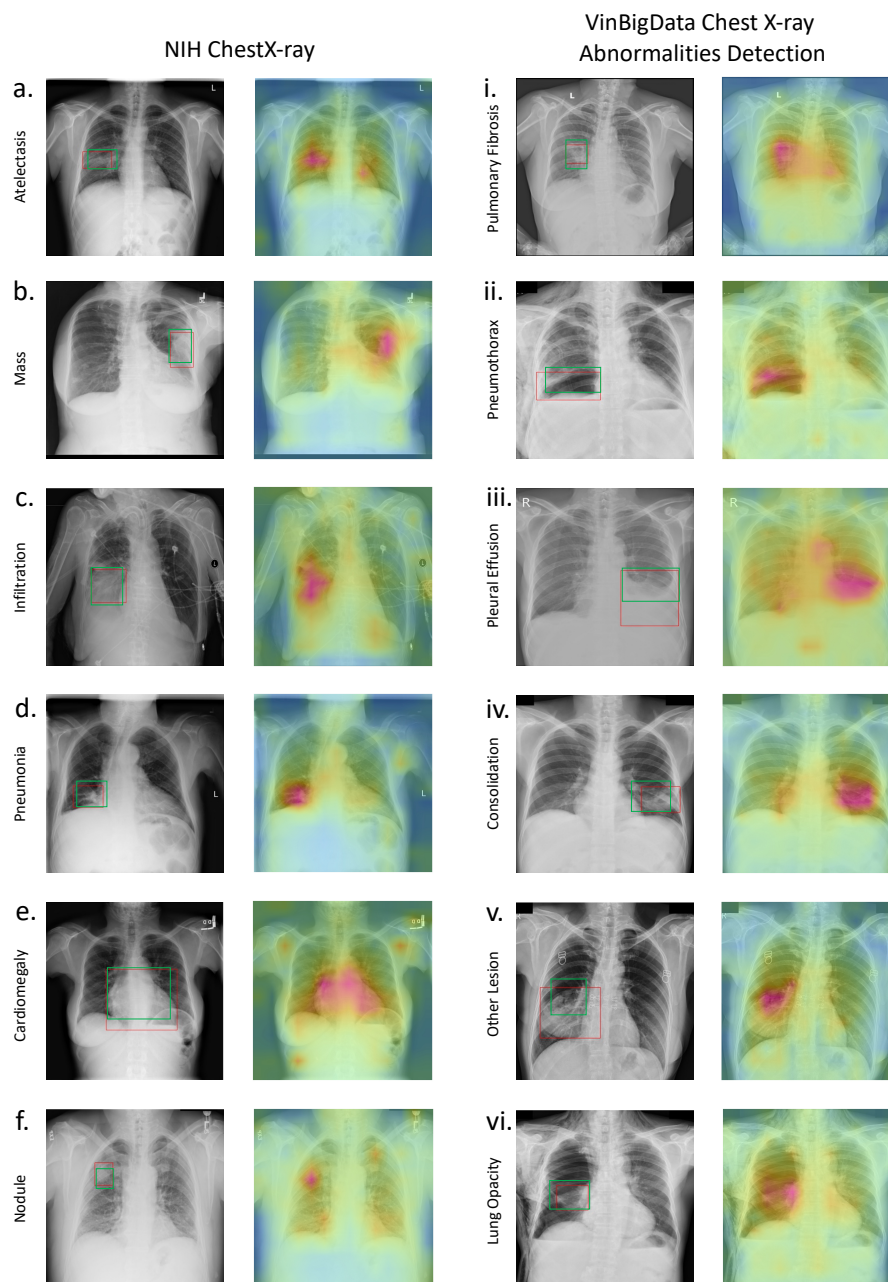 NIH ChestX-ray
VinBigData Chest X-ray
Abnormalities Detection
a.
Atelectasis
L
L
i.
Pulmonary Fibrosis
L
L
b.
Mass
L
L
ii.
Pneumothorax
c.
Infiltration
L
iii.
Pleural Effusion
R
R
d.
Pneumonia
L
L
iv.
Consolidation
e.
Cardiomegaly
v.
Other Lesion
f.
Nodule
vi.
Lung Opacity